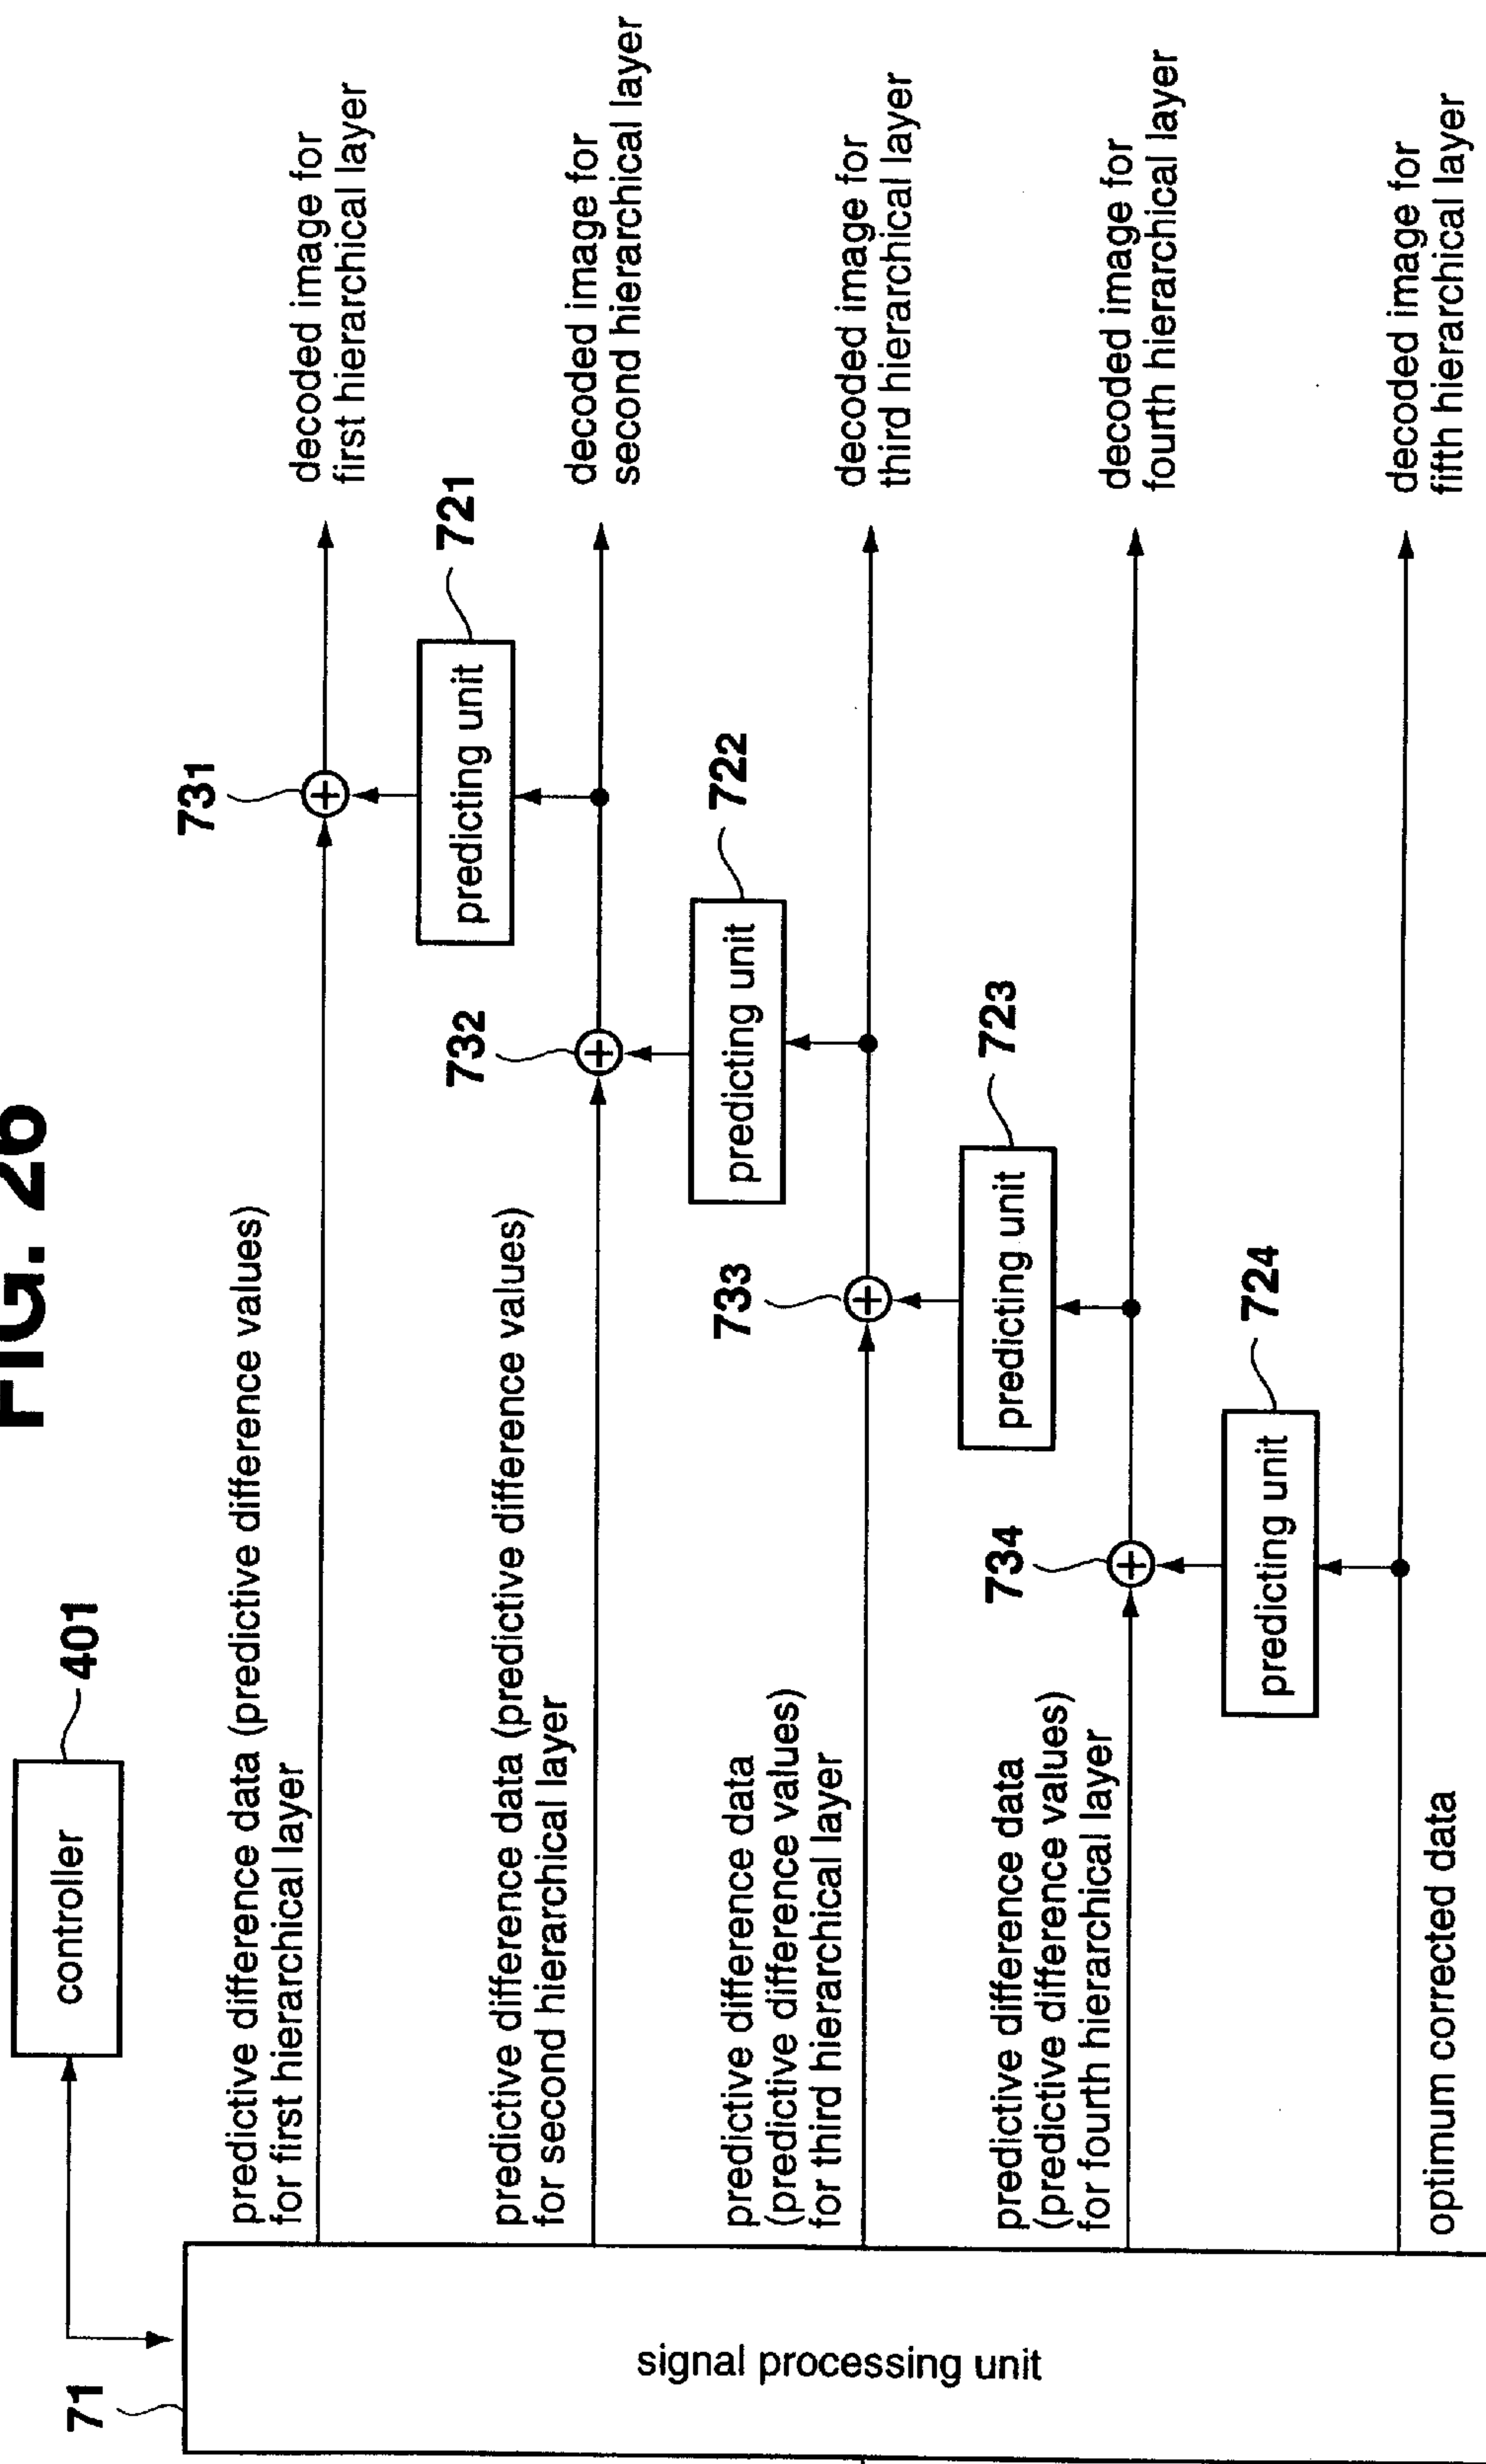 FIG. 26
controller
401
71
signal processing unit
predictive difference data (predictive difference values)
for first hierarchical layer
731
decoded image for
first hierarchical layer
predicting unit
721
predictive difference data (predictive difference values)
for second hierarchical layer
732
decoded image for
second hierarchical layer
predicting unit
722
predictive difference data
(predictive difference values)
for third hierarchical layer
733
decoded image for
third hierarchical layer
predicting unit
723
predictive difference data
(predictive difference values)
for fourth hierarchical layer
734
decoded image for
fourth hierarchical layer
predicting unit
724
optimum corrected data
decoded image for
fifth hierarchical layer